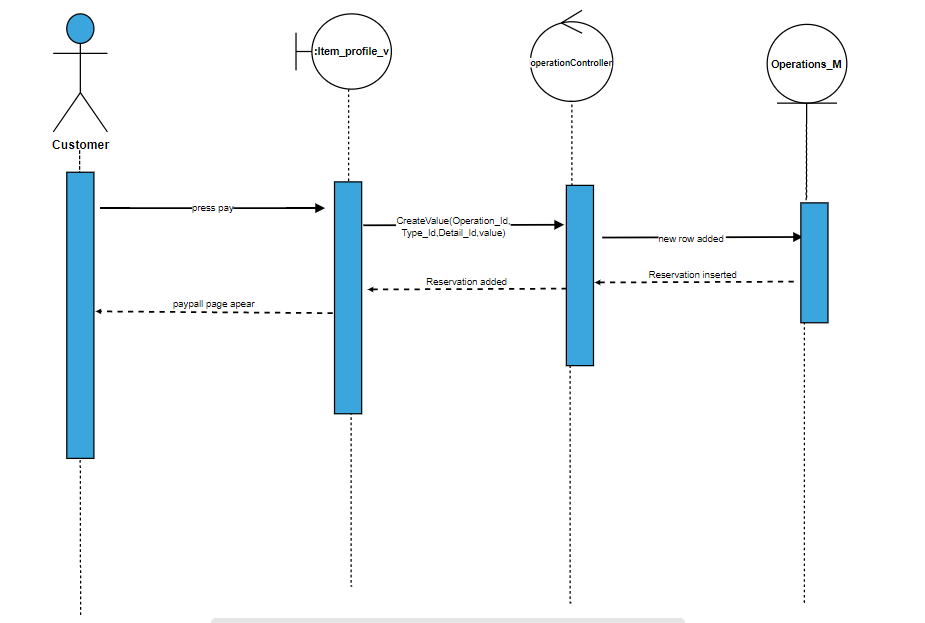 :Item_profile_v
operationController
Operations_M
Customer
press pay
CreateValue(Operation_Id,
Type_Id,Detail_Id,value)
new row added
Reservation inserted
Reservation added
paypall page apear